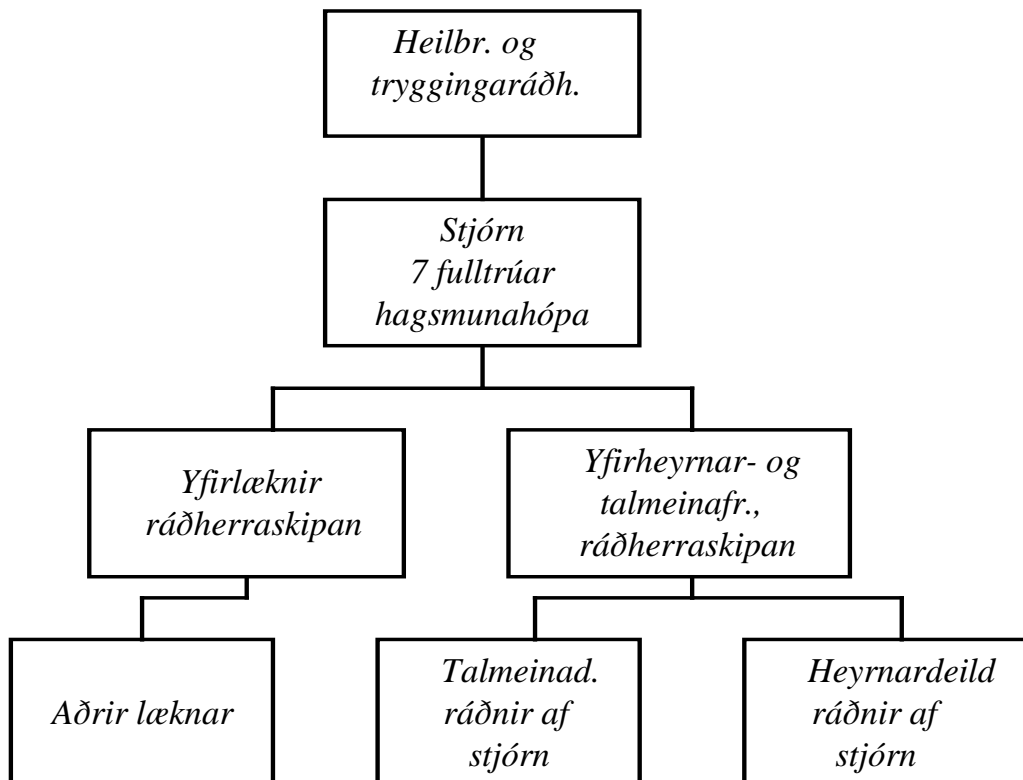 Heilbr. og
tryggingaráðh.
Stjórn
7 fulltrúar
hagsmunahópa
Yfirlæknir
ráðherraskipan
Yfirheyrnar- og
talmeinafr.,
ráðherraskipan
Aðrir læknar
Talmeinad.
ráðnir af
stjórn
Heyrnardeild
ráðnir af
stjórn